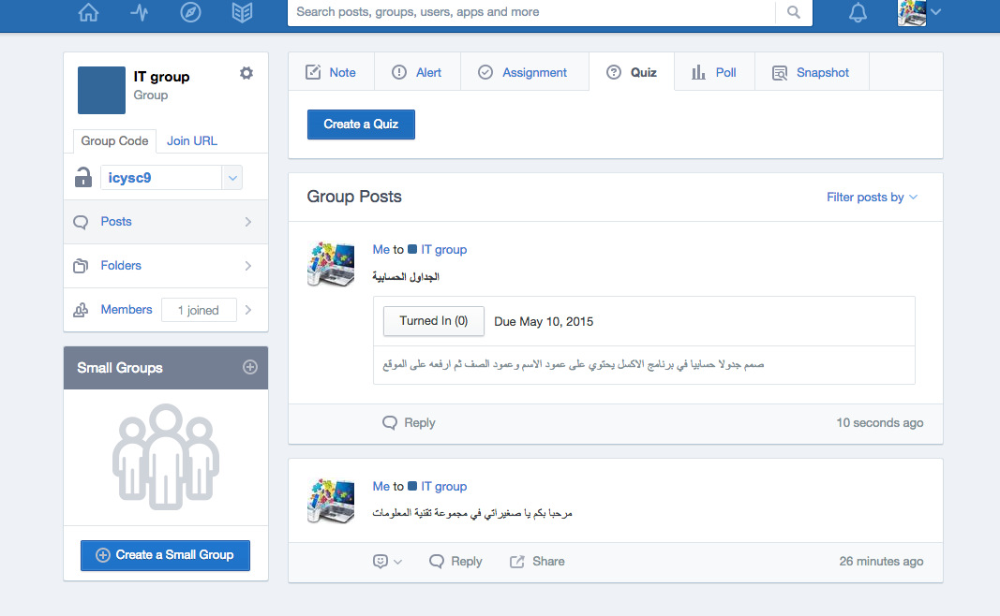 Search posts, groups, users, apps and more
IT group
Group
Group Code
Join URL
icysc9
Posts
Folders
Members
1 joined
Small Groups
Create a Small Group
Note
Alert
Assignment
Quiz
Poll
Snapshot
Create a Quiz
Group Posts
Filter posts by
Me to IT group
الجداول الحسابية
Turned In (0)
Due May 10, 2015
صمم جدولا حسابيا في برنامج الاكسل يحتوي على عمود الاسم وعمود الصف ثم ارفعه على الموقع
Reply
10 seconds ago
Me to IT group
مرحبا بكم يا صغيراتي في مجموعة تقنية المعلومات
Reply
Share
26 minutes ago